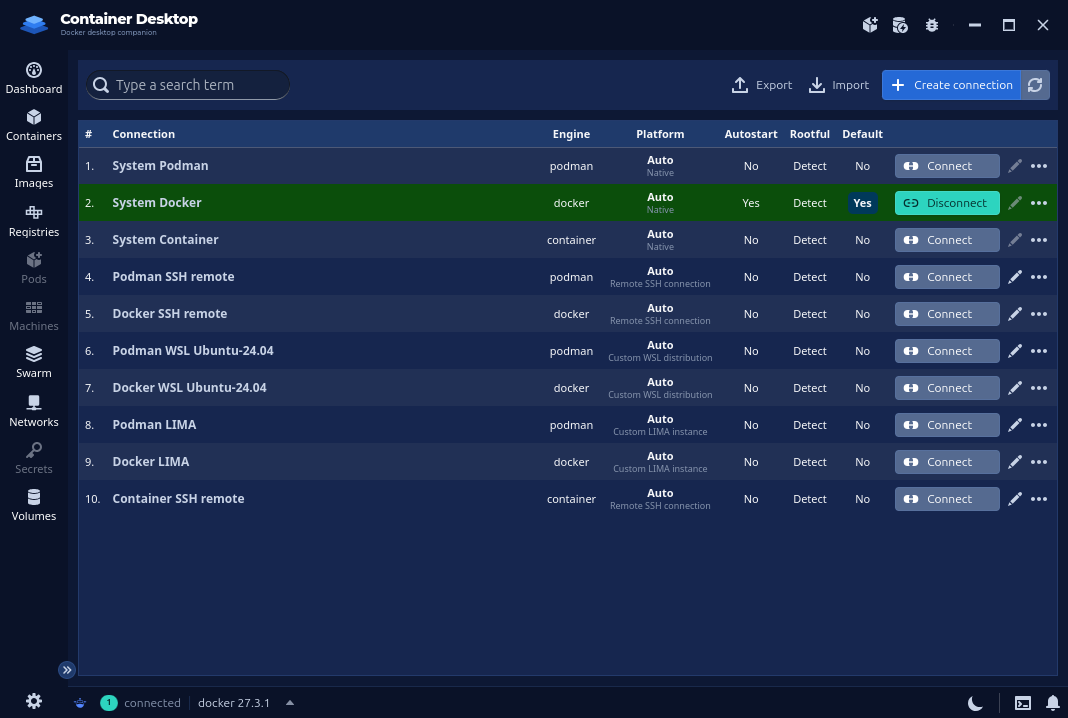 Container Desktop
Docker desktop companion
Dashboard
Containers
Images
Registries
Pods
Machines
Swarm
Networks
Secrets
Volumes
Type a search term
Export
Import
Create connection
# Connection Engine Platform Autostart Rootful Default
1. System Podman podman Auto No Detect No Connect
Native
2. System Docker docker Auto Yes Detect Yes Disconnect
Native
3. System Container container Auto No Detect No Connect
Native
4. Podman SSH remote podman Auto No Detect No Connect
Remote SSH connection
5. Docker SSH remote docker Auto No Detect No Connect
Remote SSH connection
6. Podman WSL Ubuntu-24.04 podman Auto No Detect No Connect
Custom WSL distribution
7. Docker WSL Ubuntu-24.04 docker Auto No Detect No Connect
Custom WSL distribution
8. Podman LIMA podman Auto No Detect No Connect
Custom LIMA instance
9. Docker LIMA docker Auto No Detect No Connect
Custom LIMA instance
10. Container SSH remote container Auto No Detect No Connect
Remote SSH connection
1 connected docker 27.3.1